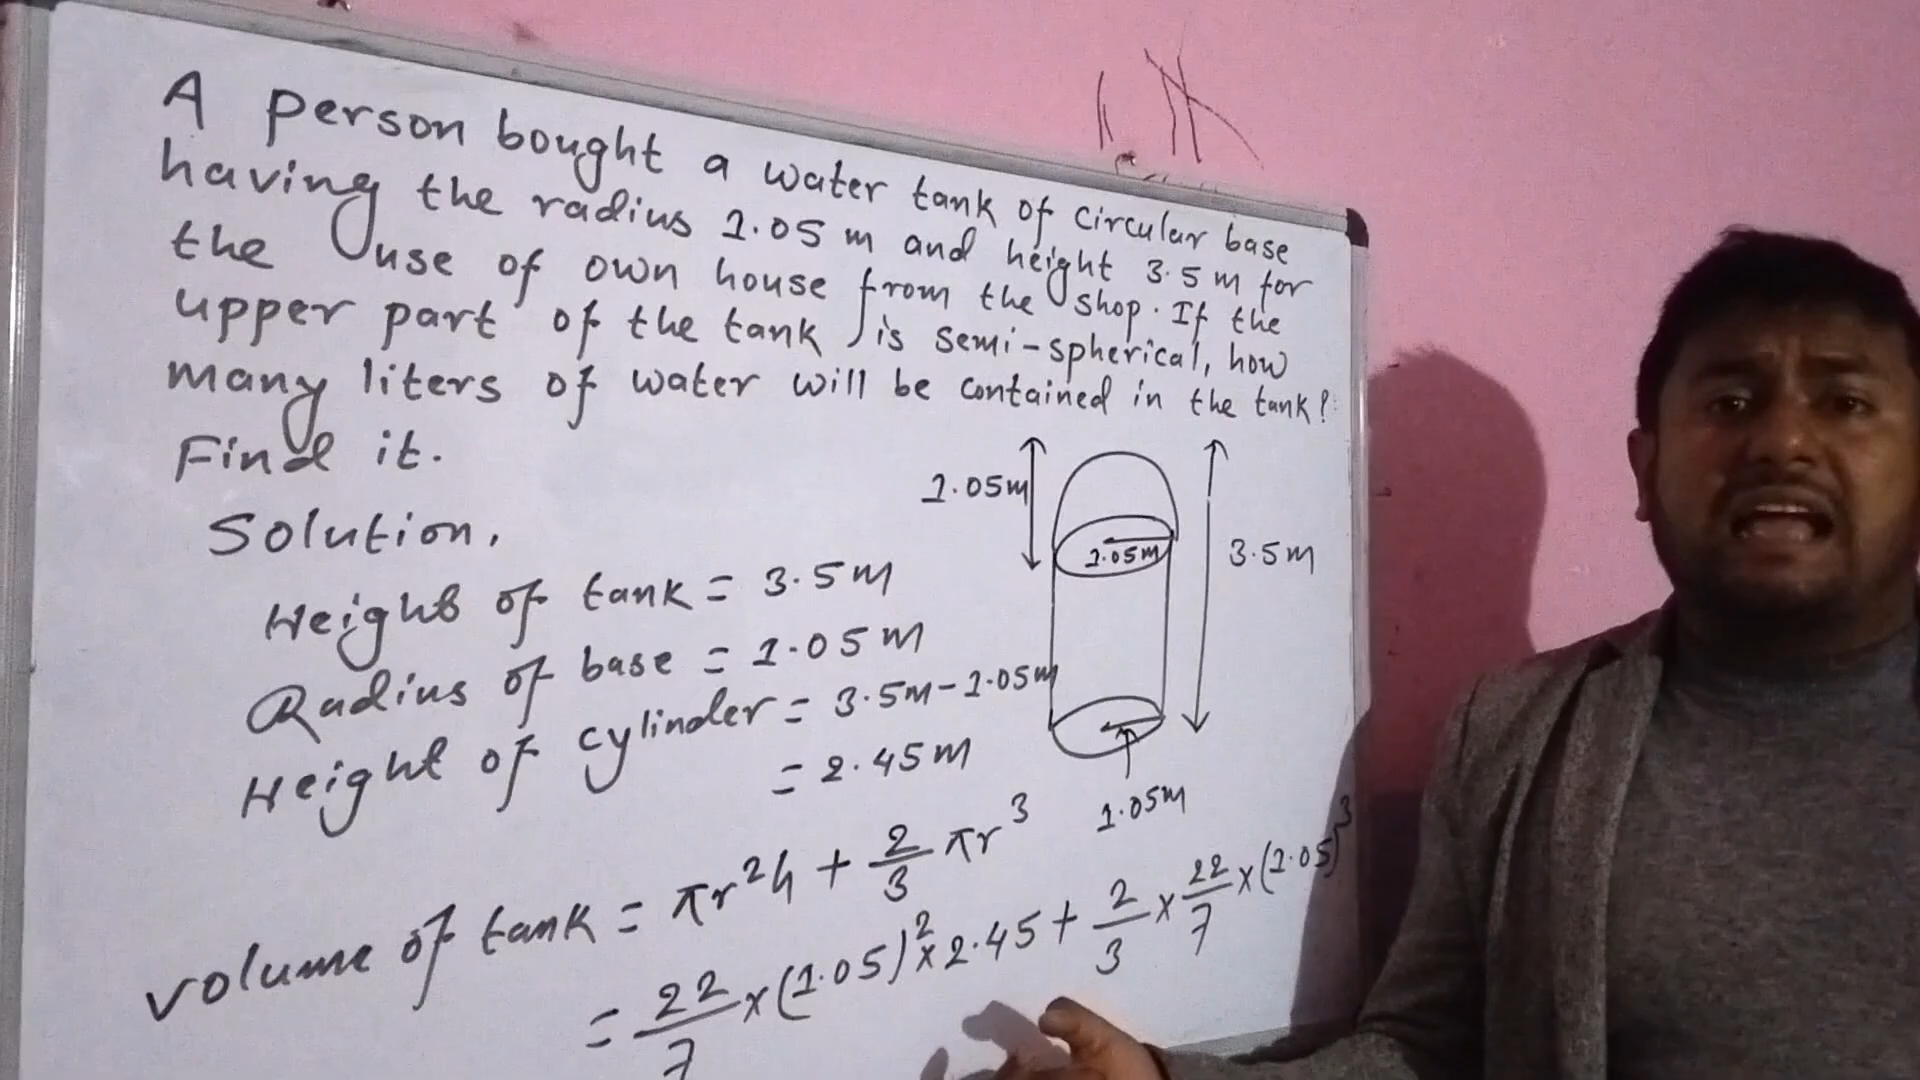 A person bought a water tank of circular base
having the radius 1.05 m and height 3.5 m for
the use of own house from the shop. If the
upper part of the tank is semi-spherical, how
many liters of water will be contained in the tank?
Find it.
Solution,
Height of tank = 3.5m
Radius of base = 1.05m
Height of cylinder = 3.5m - 1.05m
= 2.45m
1.05m
1.05m
3.5m
1.05m
volume of tank = πr²h + 2/3 πr³
= 22/7 × (1.05)² × 2.45 + 2/3 × 22/7 × (1.05)³